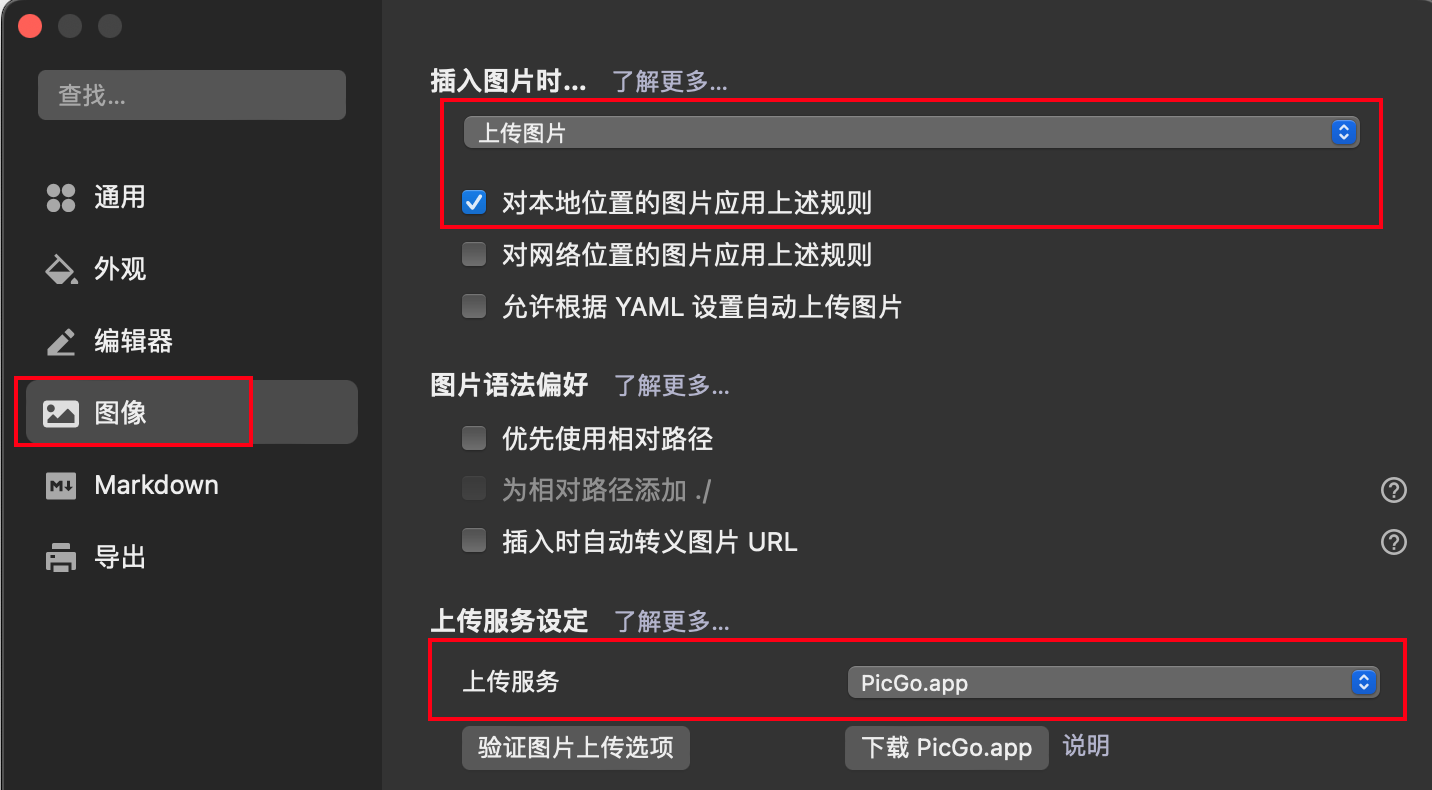 查找...
通用
外观
编辑器
图像
Markdown
导出
插入图片时... 了解更多...
上传图片
对本地位置的图片应用上述规则
对网络位置的图片应用上述规则
允许根据 YAML 设置自动上传图片
图片语法偏好 了解更多...
优先使用相对路径
为相对路径添加 ./
插入时自动转义图片 URL
上传服务设定 了解更多...
上传服务 PicGo.app
验证图片上传选项 下载 PicGo.app 说明